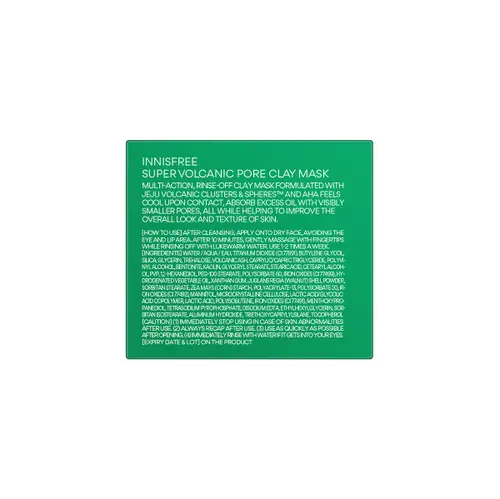 INNISFREE
SUPER VOLCANIC PORE CLAY MASK
MULTI-ACTION, RINSE-OFF CLAY MASK FORMULATED WITH
JEJU VOLCANIC CLUSTERS & SPHERES™ AND AHA FEELS
COOL UPON CONTACT, ABSORB EXCESS OIL WITH VISIBLY
SMALLER PORES, ALL WHILE HELPING TO IMPROVE THE
OVERALL LOOK AND TEXTURE OF SKIN.
[HOW TO USE] AFTER CLEANSING, APPLY ONTO DRY FACE, AVOIDING THE
EYE AND LIP AREA. AFTER 10 MINUTES, GENTLY MASSAGE WITH FINGERTIPS
WHILE RINSING OFF WITH LUKEWARM WATER. USE 1-2 TIMES A WEEK.
[INGREDIENTS] WATER / AQUA / EAU, TITANIUM DIOXIDE (CI 77891), BUTYLENE GLYCOL,
SILICA, GLYCERIN, TREHALOSE, VOLCANIC ASH, CAPRYLIC/CAPRIC TRIGLYCERIDE, POLYVI-
NYL ALCOHOL, BENTONITE, KAOLIN, GLYCERYL STEARATE, STEARIC ACID, CETEARYL ALCOH-
OL, PVP, 1,2-HEXANEDIOL, PEG-100 STEARATE, POLYSORBATE 60, IRON OXIDES (CI 77499), HY-
DROGENATED VEGETABLE OIL, XANTHAN GUM, JUGLANS REGIA (WALNUT) SHELL POWDER,
SORBITAN STEARATE, ZEA MAYS (CORN) STARCH, POLYACRYLATE-13, POLYSORBATE 20, IR-
ON OXIDES (CI 77492), MANNITOL, MICROCRYSTALLINE CELLULOSE, LACTIC ACID/GLYCOLIC
ACID COPOLYMER, LACTIC ACID, POLYISOBUTENE, IRON OXIDES (CI 77491), MENTHOXYPRO-
PANEDIOL, TETRASODIUM PYROPHOSPHATE, DISODIUM EDTA, ETHYLHEXYLGLYCERIN, SOR-
BITAN ISOSTEARATE, ALUMINUM HYDROXIDE, TRIETHOXYCAPRYLYLSILANE, TOCOPHEROL
[CAUTION] (1) IMMEDIATELY STOP USING IN CASE OF SKIN ABNORMALITIES
AFTER USE. (2) ALWAYS RECAP AFTER USE. (3) USE AS QUICKLY AS POSSIBLE
AFTER OPENING. (4) IMMEDIATELY RINSE WITH WATER IF IT GETS INTO YOUR EYES.
[EXPIRY DATE & LOT] ON THE PRODUCT